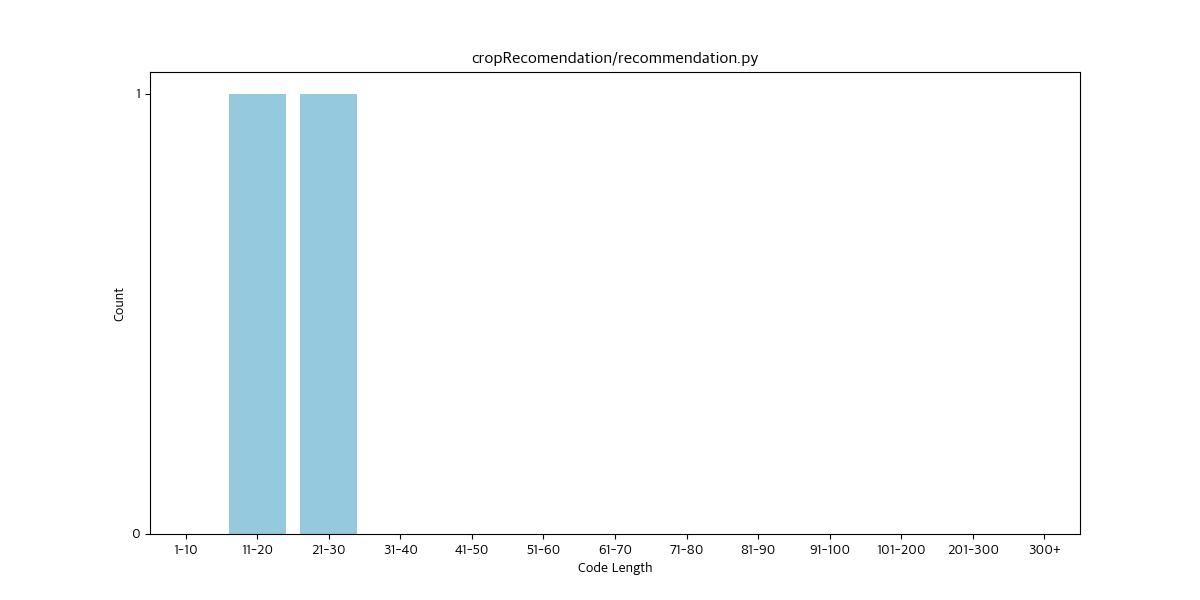 cropRecomendation/recommendation.py
1
Count
0
1-10 11-20 21-30 31-40 41-50 51-60 61-70 71-80 81-90 91-100 101-200 201-300 300+
Code Length